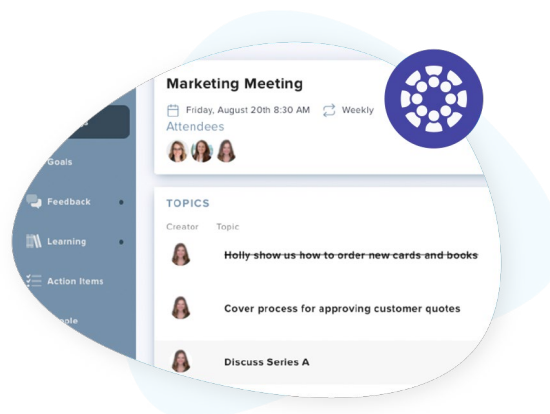 Marketing Meeting
Friday, August 20th 8:30 AM Weekly
Attendees
Goals
Feedback
Learning
Action Items
TOPICS
Creator Topic
Holly show us how to order new cards and books
Cover process for approving customer quotes
Discuss Series A